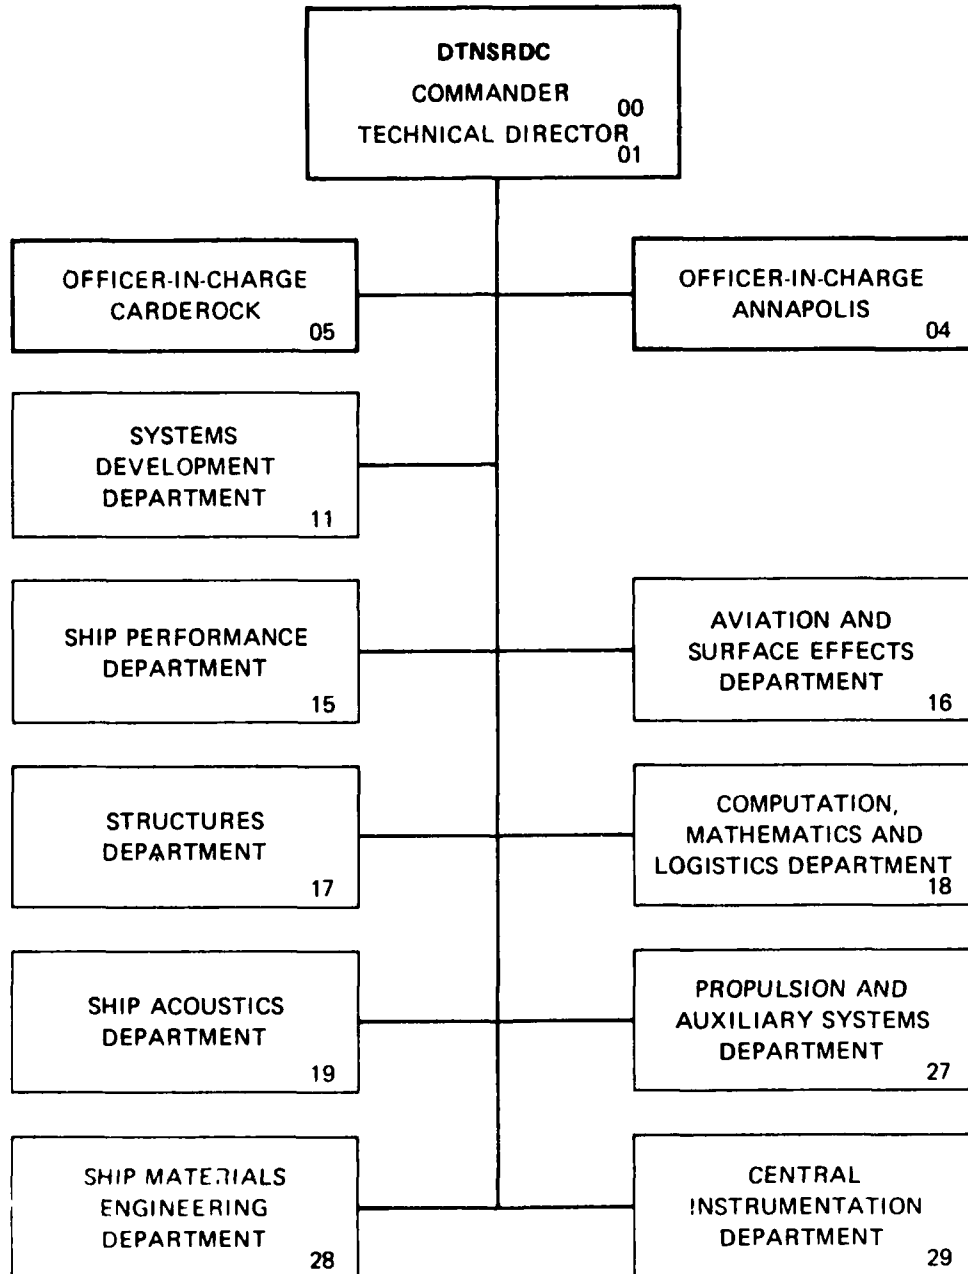 DTNSRDC
COMMANDER
00
TECHNICAL DIRECTOR
01
OFFICER-IN-CHARGE
CARDEROCK
05
OFFICER-IN-CHARGE
ANNAPOLIS
04
SYSTEMS
DEVELOPMENT
DEPARTMENT
11
SHIP PERFORMANCE
DEPARTMENT
15
AVIATION AND
SURFACE EFFECTS
DEPARTMENT
16
STRUCTURES
DEPARTMENT
17
COMPUTATION,
MATHEMATICS AND
LOGISTICS DEPARTMENT
18
SHIP ACOUSTICS
DEPARTMENT
19
PROPULSION AND
AUXILIARY SYSTEMS
DEPARTMENT
27
SHIP MATERIALS
ENGINEERING
DEPARTMENT
28
CENTRAL
INSTRUMENTATION
DEPARTMENT
29